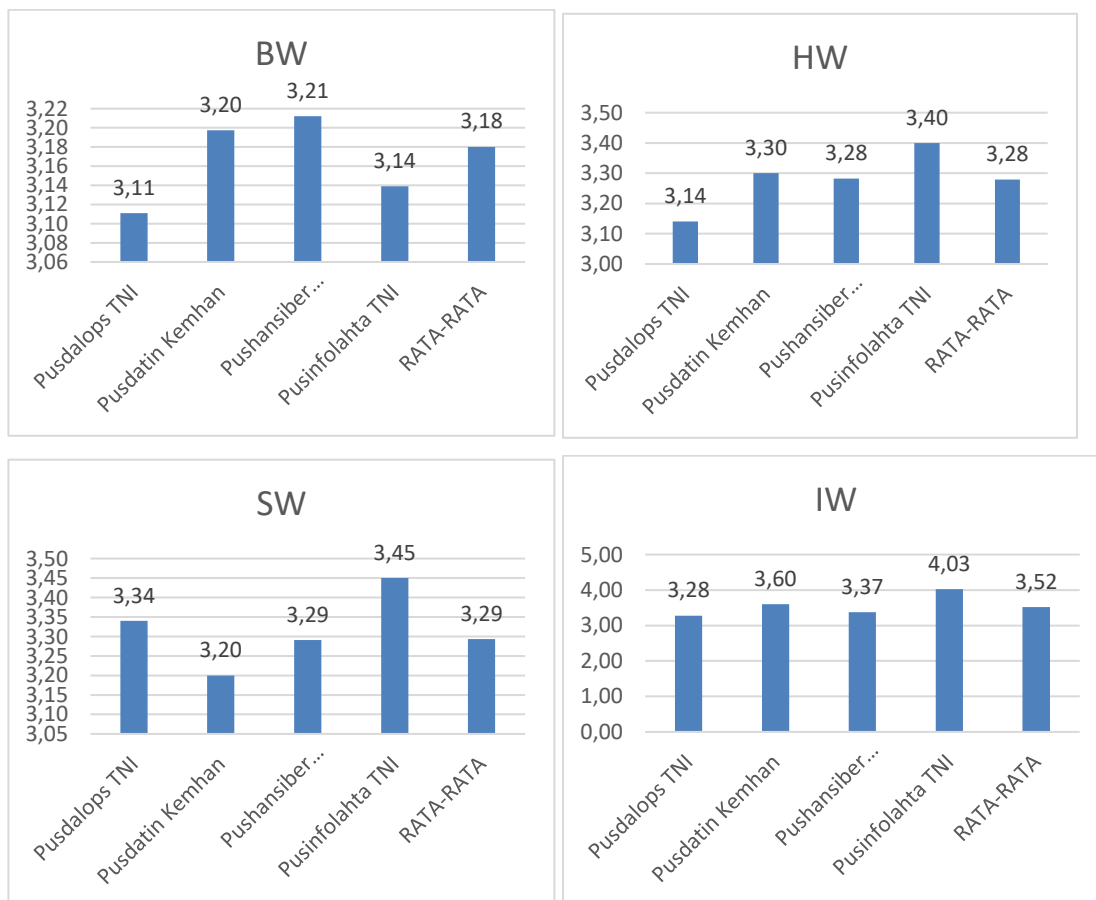 BW
3,22
3,20
3,18
3,16
3,14
3,12
3,10
3,08
3,06
3,11
3,20
3,21
3,14
3,18
Pusdalops TNI
Pusdatin Kemhan
Pushansiber...
Pusinfolahta TNI
RATA-RATA
HW
3,50
3,40
3,30
3,20
3,10
3,00
3,14
3,30
3,28
3,40
3,28
Pusdalops TNI
Pusdatin Kemhan
Pushansiber...
Pusinfolahta TNI
RATA-RATA
SW
3,50
3,45
3,40
3,35
3,30
3,25
3,20
3,15
3,10
3,05
3,34
3,20
3,29
3,45
3,29
Pusdalops TNI
Pusdatin Kemhan
Pushansiber...
Pusinfolahta TNI
RATA-RATA
IW
5,00
4,00
3,00
2,00
1,00
0,00
3,28
3,60
3,37
4,03
3,52
Pusdalops TNI
Pusdatin Kemhan
Pushansiber...
Pusinfolahta TNI
RATA-RATA